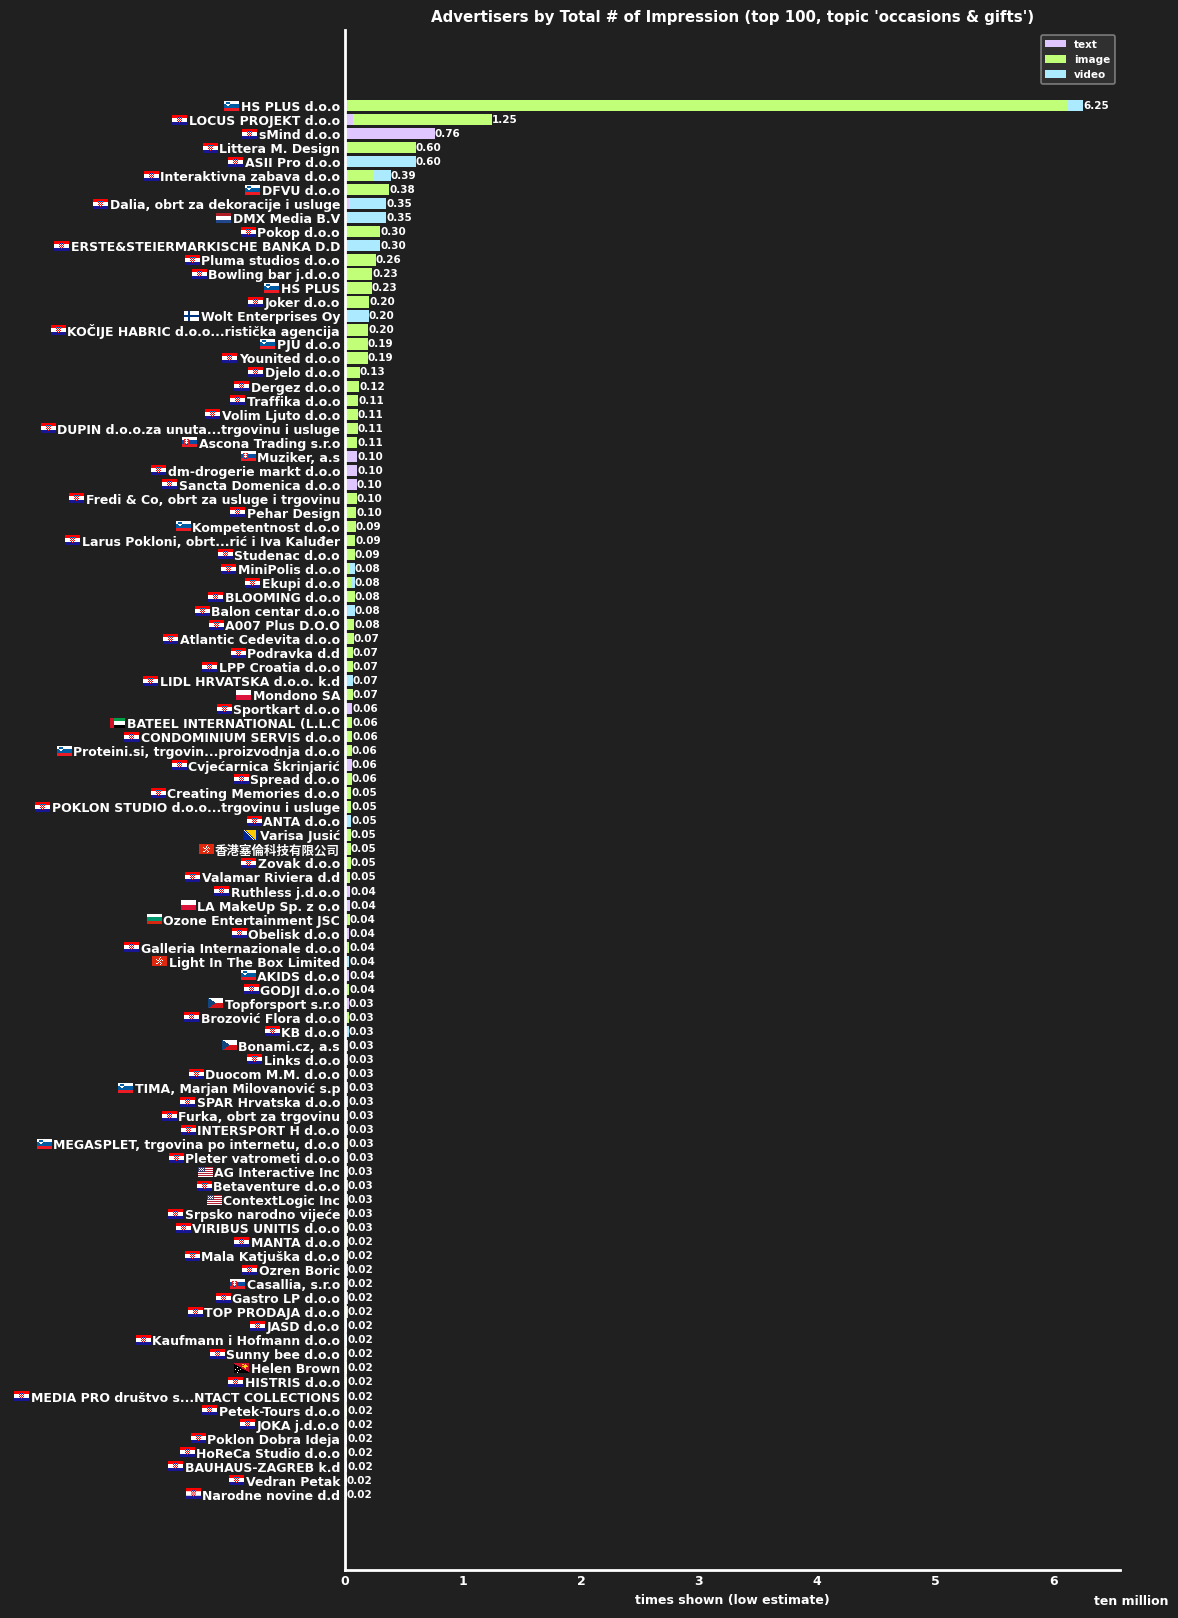 Advertisers by Total # of Impression (top 100, topic 'occasions & gifts')
text
image
video
HS PLUS d.o.o 6.25
LOCUS PROJEKT d.o.o 1.25
sMind d.o.o 0.76
Littera M. Design 0.60
ASII Pro d.o.o 0.60
Interaktivna zabava d.o.o 0.39
DFVU d.o.o 0.38
Dalia, obrt za dekoracije i usluge 0.35
DMX Media B.V 0.35
Pokop d.o.o 0.30
ERSTE&STEIERMARKISCHE BANKA D.D 0.30
Pluma studios d.o.o 0.26
Bowling bar j.d.o.o 0.23
HS PLUS 0.23
Joker d.o.o 0.20
Wolt Enterprises Oy 0.20
KOČIJE HABRIC d.o.o...ristička agencija 0.20
PJU d.o.o 0.19
Younited d.o.o 0.19
Djelo d.o.o 0.13
Dergez d.o.o 0.12
Traffika d.o.o 0.11
Volim Ljuto d.o.o 0.11
DUPIN d.o.o.za unuta...trgovinu i usluge 0.11
Ascona Trading s.r.o 0.11
Muziker, a.s 0.10
dm-drogerie markt d.o.o 0.10
Sancta Domenica d.o.o 0.10
Fredi & Co, obrt za usluge i trgovinu 0.10
Pehar Design 0.10
Kompetentnost d.o.o 0.09
Larus Pokloni, obrt...rić i Iva Kaluđer 0.09
Studenac d.o.o 0.09
MiniPolis d.o.o 0.08
Ekupi d.o.o 0.08
BLOOMING d.o.o 0.08
Balon centar d.o.o 0.08
A007 Plus D.O.O 0.08
Atlantic Cedevita d.o.o 0.07
Podravka d.d 0.07
LPP Croatia d.o.o 0.07
LIDL HRVATSKA d.o.o. k.d 0.07
Mondono SA 0.07
Sportkart d.o.o 0.06
BATEEL INTERNATIONAL (L.L.C 0.06
CONDOMINIUM SERVIS d.o.o 0.06
Proteini.si, trgovin...proizvodnja d.o.o 0.06
Cvjećarnica Škrinjarić 0.06
Spread d.o.o 0.06
Creating Memories d.o.o 0.05
POKLON STUDIO d.o.o...trgovinu i usluge 0.05
ANTA d.o.o 0.05
Varisa Jusić 0.05
香港塞倫科技有限公司 0.05
Zovak d.o.o 0.05
Valamar Riviera d.d 0.05
Ruthless j.d.o.o 0.04
LA MakeUp Sp. z o.o 0.04
Ozone Entertainment JSC 0.04
Obelisk d.o.o 0.04
Galleria Internazionale d.o.o 0.04
Light In The Box Limited 0.04
AKIDS d.o.o 0.04
GODJI d.o.o 0.04
Topforsport s.r.o 0.03
Brozović Flora d.o.o 0.03
KB d.o.o 0.03
Bonami.cz, a.s 0.03
Links d.o.o 0.03
Duocom M.M. d.o.o 0.03
TIMA, Marjan Milovanović s.p 0.03
SPAR Hrvatska d.o.o 0.03
Furka, obrt za trgovinu 0.03
INTERSPORT H d.o.o 0.03
MEGASPLET, trgovina po internetu, d.o.o 0.03
Pleter vatrometi d.o.o 0.03
AG Interactive Inc 0.03
Betaventure d.o.o 0.03
ContextLogic Inc 0.03
Srpsko narodno vijeće 0.03
VIRIBUS UNITIS d.o.o 0.03
MANTA d.o.o 0.02
Mala Katjuška d.o.o 0.02
Ozren Boric 0.02
Casallia, s.r.o 0.02
Gastro LP d.o.o 0.02
TOP PRODAJA d.o.o 0.02
JASD d.o.o 0.02
Kaufmann i Hofmann d.o.o 0.02
Sunny bee d.o.o 0.02
Helen Brown 0.02
HISTRIS d.o.o 0.02
MEDIA PRO društvo s...NTACT COLLECTIONS 0.02
Petek-Tours d.o.o 0.02
JOKA j.d.o.o 0.02
Poklon Dobra Ideja 0.02
HoReCa Studio d.o.o 0.02
BAUHAUS-ZAGREB k.d 0.02
Vedran Petak 0.02
Narodne novine d.d 0.02
0 1 2 3 4 5 6
times shown (low estimate)
ten million